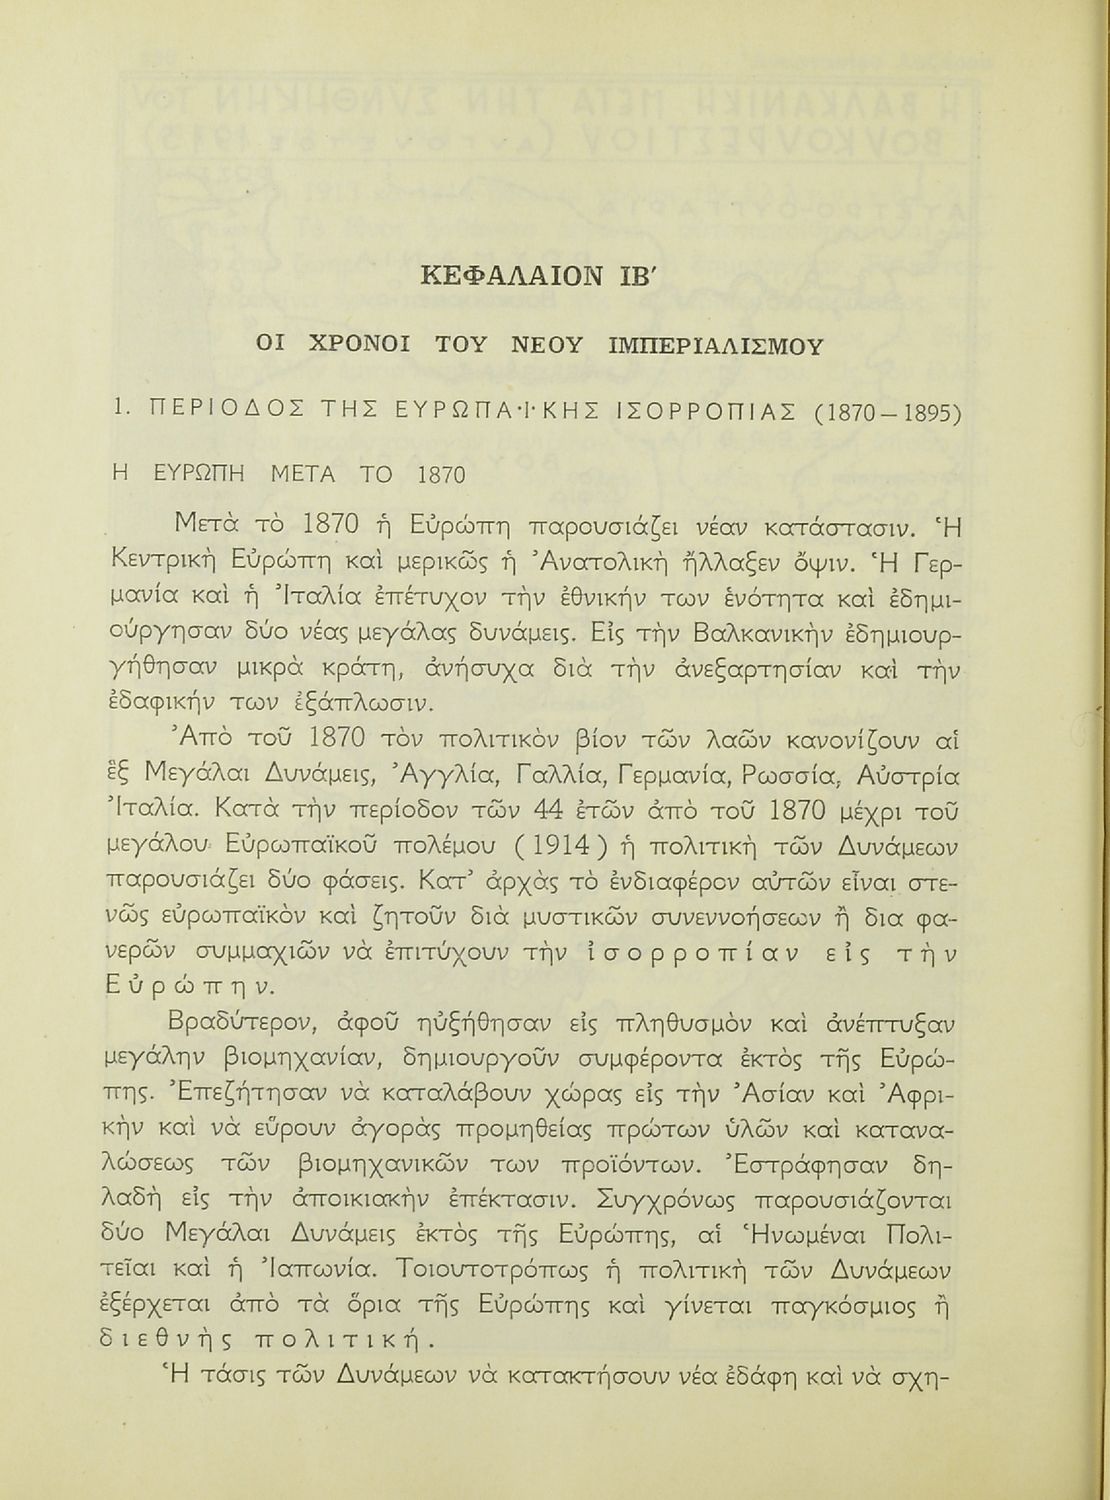 ΚΕΦΑΛΑΙΟΝ ΙΒ′
ΟΙ ΧΡΟΝΟΙ ΤΟΥ ΝΕΟΥ ΙΜΠΕΡΙΑΛΙΣΜΟΥ
1. ΠΕΡΙΟΔΟΣ ΤΗΣ ΕΥΡΩΠΑ·Ι·ΚΗΣ ΙΣΟΡΡΟΠΙΑΣ (1870–1895)
Η ΕΥΡΩΠΗ ΜΕΤΑ ΤΟ 1870
Μετὰ τὸ 1870 ἡ Εὐρώπη παρουσιάζει νέαν κατάστασιν. Ἡ
Κεντρικὴ Εὐρώπη καὶ μερικῶς ἡ Ἀνατολικὴ ἤλλαξεν ὄψιν. Ἡ Γερ-
μανία καὶ ἡ Ἰταλία ἐπέτυχον τὴν ἐθνικήν των ἑνότητα καὶ ἐδημι-
ούργησαν δύο νέας μεγάλας δυνάμεις. Εἰς τὴν Βαλκανικὴν ἐδημιουρ-
γήθησαν μικρὰ κράτη, ἀνήσυχα διὰ τὴν ἀνεξαρτησίαν καὶ τὴν
ἐδαφικήν των ἐξάπλωσιν.
Ἀπὸ τοῦ 1870 τὸν πολιτικὸν βίον τῶν λαῶν κανονίζουν αἱ
ἓξ Μεγάλαι Δυνάμεις, Ἀγγλία, Γαλλία, Γερμανία, Ρωσσία, Αὐστρία
Ἰταλία. Κατὰ τὴν περίοδον τῶν 44 ἐτῶν ἀπὸ τοῦ 1870 μέχρι τοῦ
μεγάλου Εὐρωπαϊκοῦ πολέμου (1914) ἡ πολιτικὴ τῶν Δυνάμεων
παρουσιάζει δύο φάσεις. Κατ’ ἀρχὰς τὸ ἐνδιαφέρον αὐτῶν εἶναι στε-
νῶς εὐρωπαϊκὸν καὶ ζητοῦν διὰ μυστικῶν συνεννοήσεων ἢ δια φα-
νερῶν συμμαχιῶν νὰ ἐπιτύχουν τὴν ἰσορροπίαν εἰς τὴν
Εὐρώπην.
Βραδύτερον, ἀφοῦ ηὐξήθησαν εἰς πληθυσμὸν καὶ ἀνέπτυξαν
μεγάλην βιομηχανίαν, δημιουργοῦν συμφέροντα ἐκτὸς τῆς Εὐρώ-
πης. Ἐπεζήτησαν νὰ καταλάβουν χώρας εἰς τὴν Ἀσίαν καὶ Ἀφρι-
κὴν καὶ νὰ εὕρουν ἀγορὰς προμηθείας πρώτων ὑλῶν καὶ κατανα-
λώσεως τῶν βιομηχανικῶν των προϊόντων. Ἐστράφησαν δη-
λαδὴ εἰς τὴν ἀποικιακὴν ἐπέκτασιν. Συγχρόνως παρουσιάζονται
δύο Μεγάλαι Δυνάμεις ἐκτὸς τῆς Εὐρώπης, αἱ Ἡνωμέναι Πολι-
τεῖαι καὶ ἡ Ἰαπωνία. Τοιουτοτρόπως ἡ πολιτικὴ τῶν Δυνάμεων
ἐξέρχεται ἀπὸ τὰ ὅρια τῆς Εὐρώπης καὶ γίνεται παγκόσμιος ἢ
διεθνὴς πολιτική.
Ἡ τάσις τῶν Δυνάμεων νὰ κατακτήσουν νέα ἐδάφη καὶ νὰ σχη-